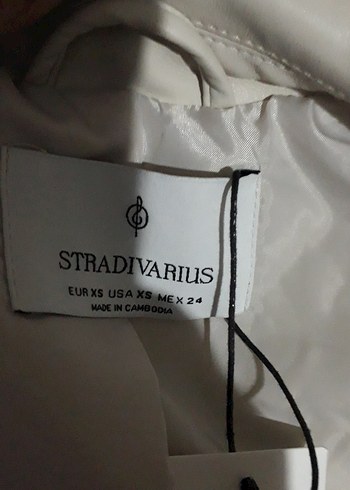 STRADIVARIUS
EUR XS USA XS MEX 24
MADE IN CAMBODIA